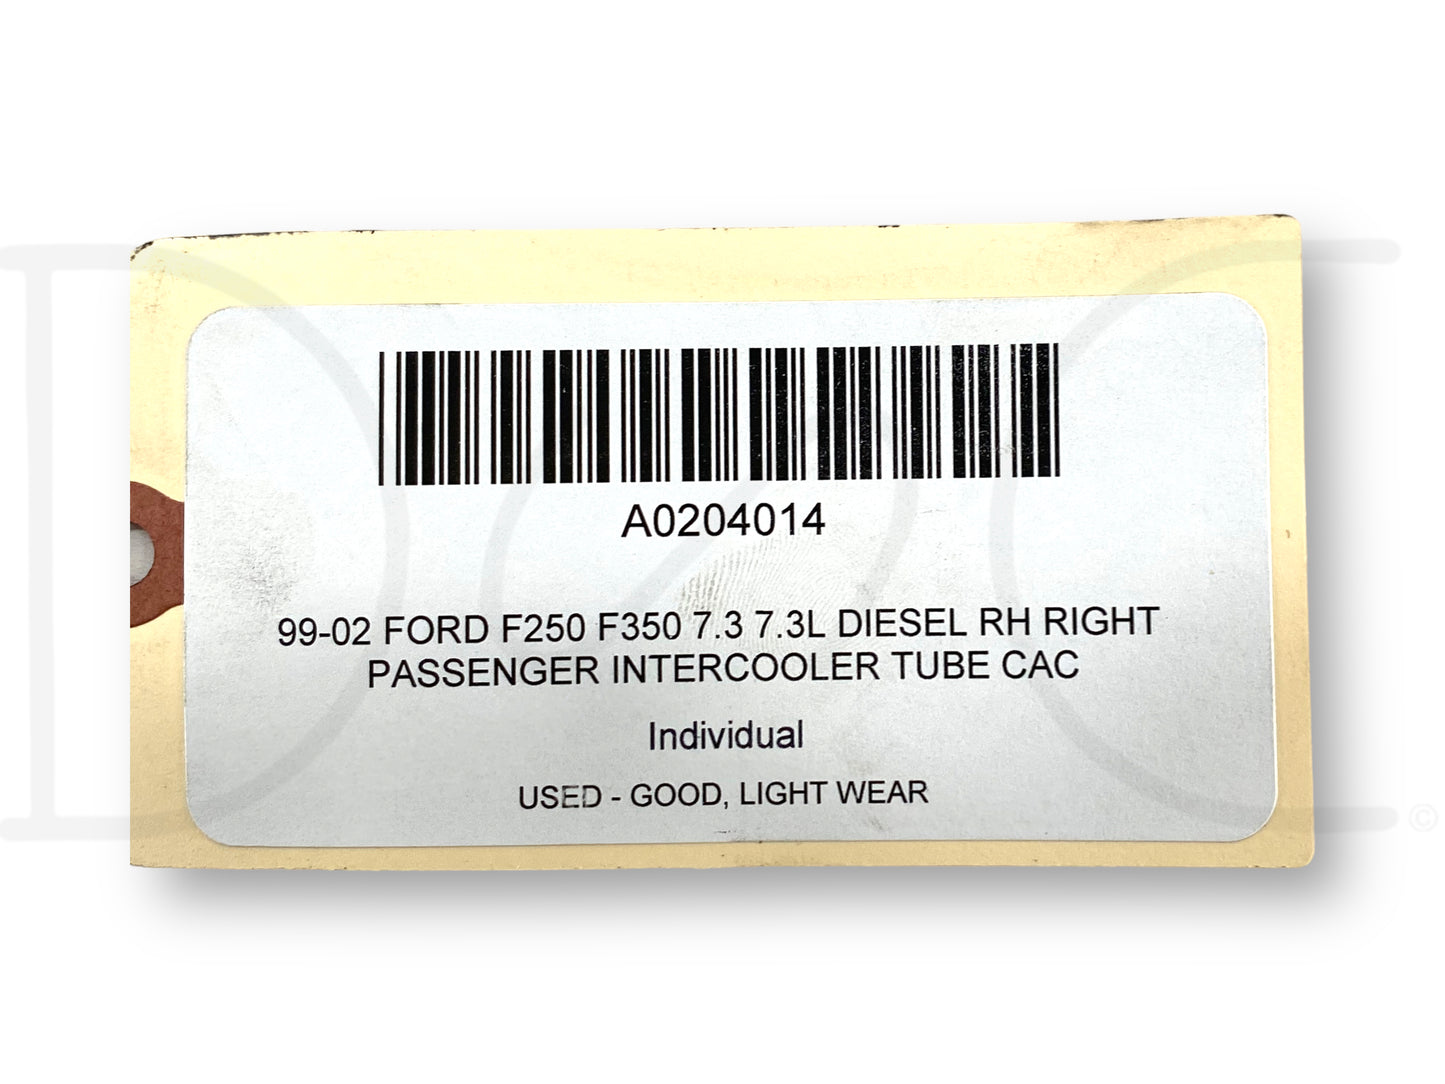 A0204014
99-02 FORD F250 F350 7.3 7.3L DIESEL RH RIGHT
PASSENGER INTERCOOLER TUBE CAC
Individual
USED - GOOD, LIGHT WEAR
©